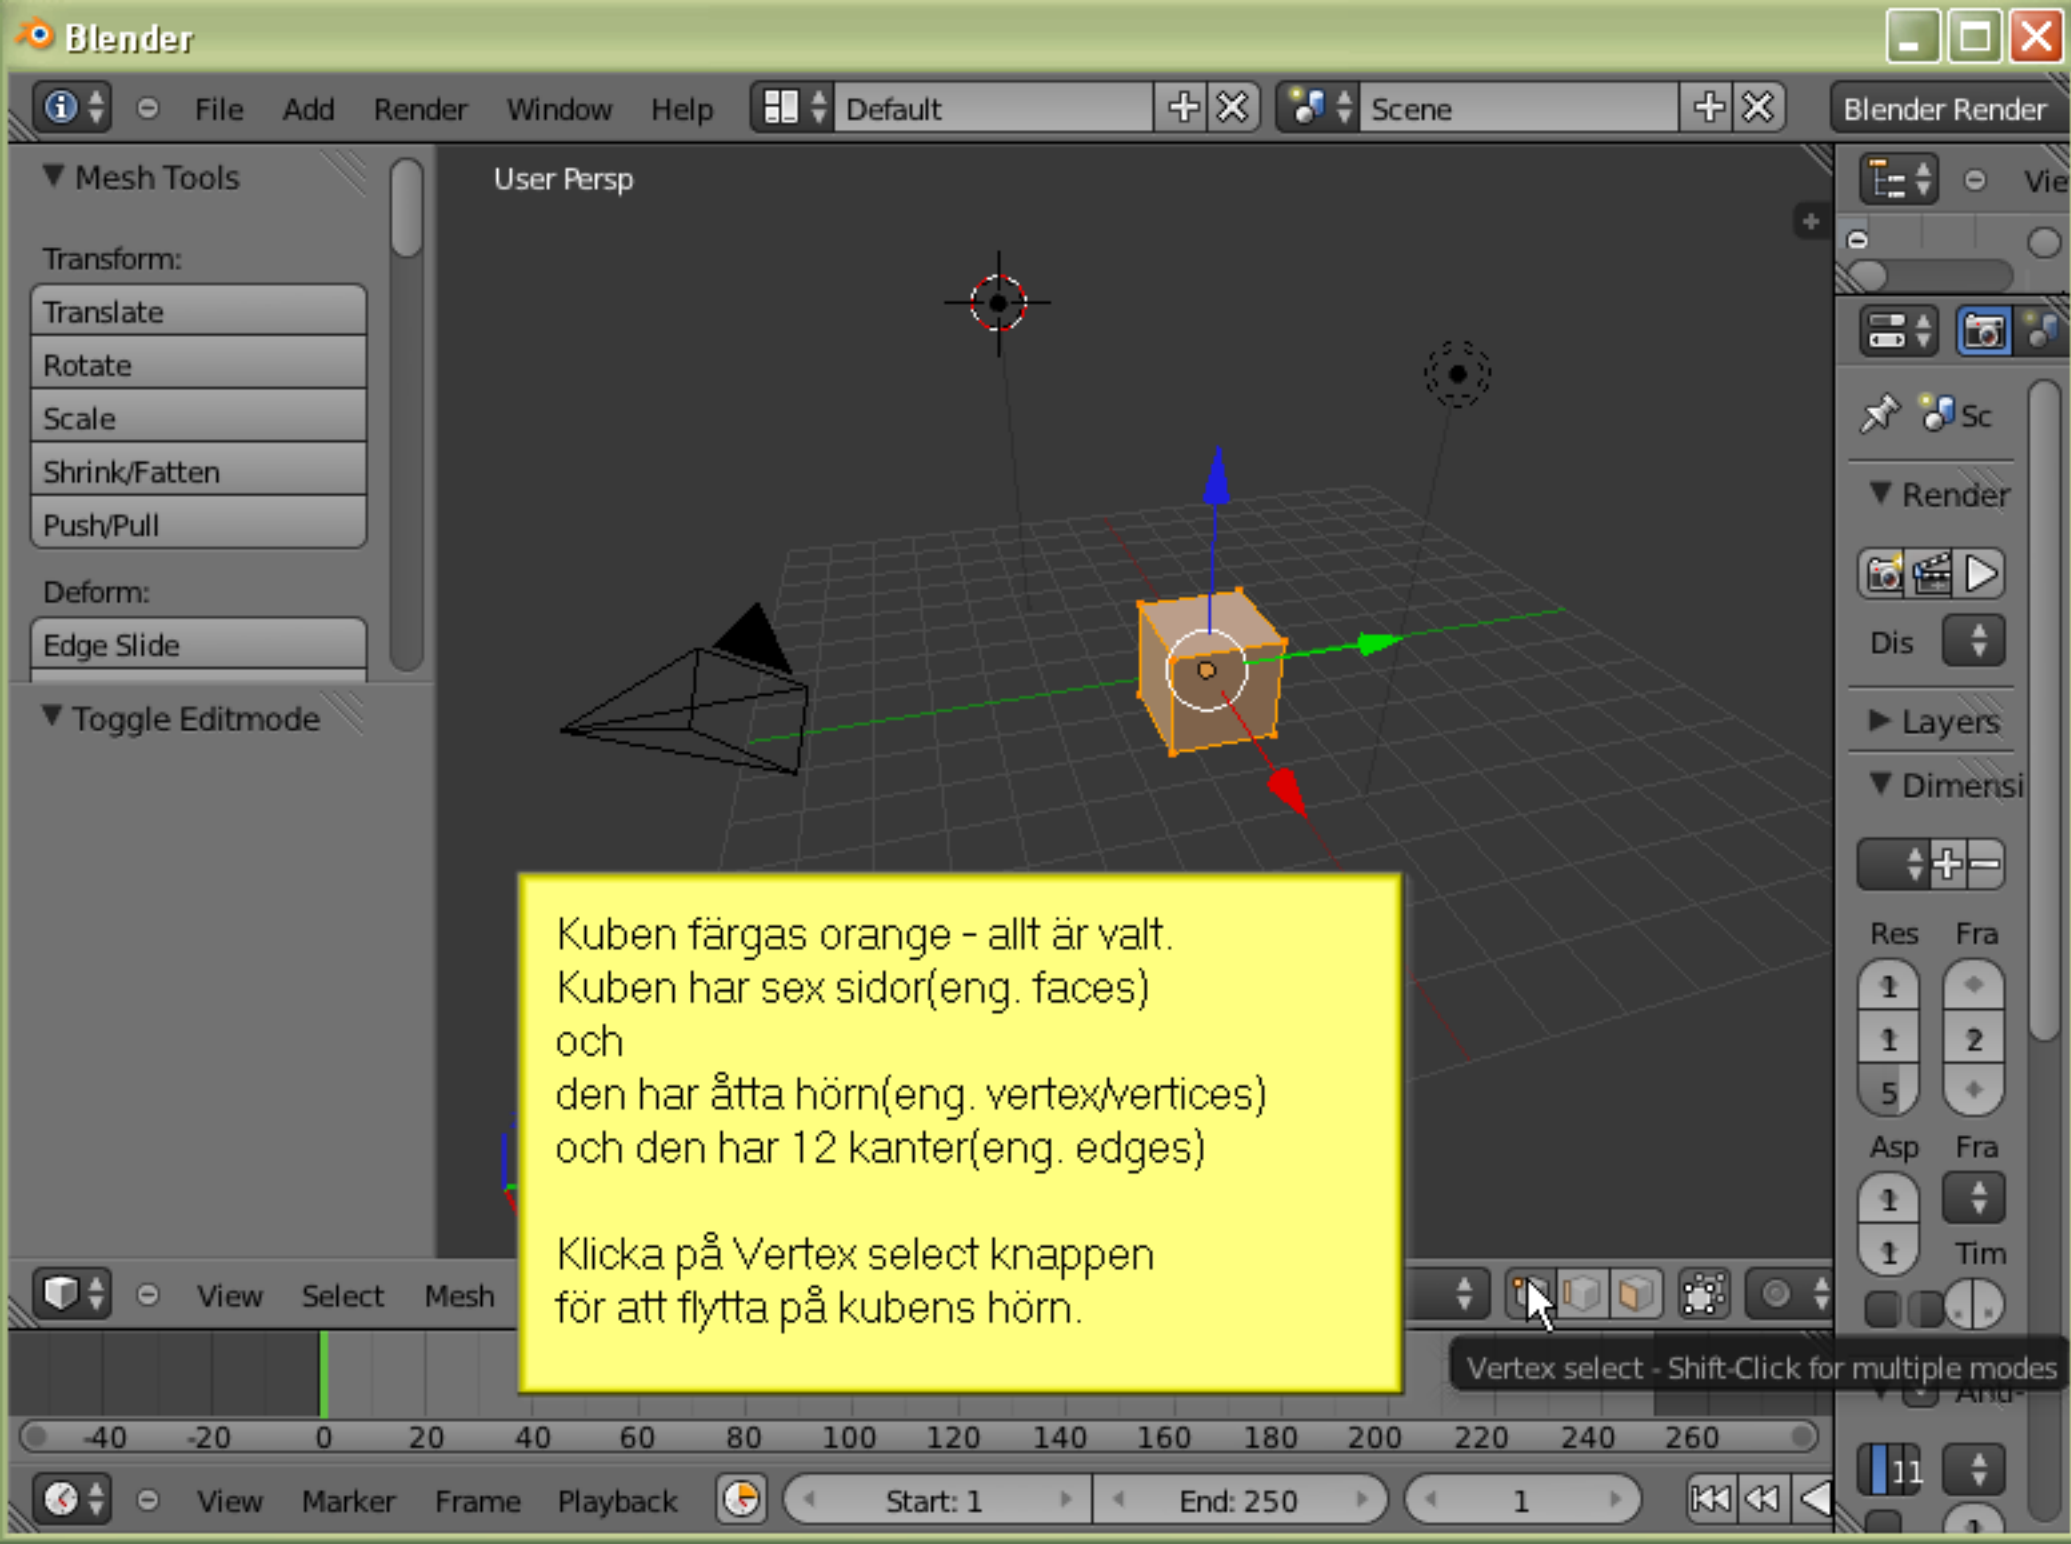 Blender
File Add Render Window Help Default Scene Blender Render
Mesh Tools
Transform:
Translate
Rotate
Scale
Shrink/Fatten
Push/Pull
Deform:
Edge Slide
Toggle Editmode
User Persp
Kuben färgas orange - allt är valt.
Kuben har sex sidor(eng. faces)
och
den har åtta hörn(eng. vertex/vertices)
och den har 12 kanter(eng. edges)
Klicka på Vertex select knappen
för att flytta på kubens hörn.
View Select Mesh
Vertex select - Shift-Click for multiple modes
-40 -20 0 20 40 60 80 100 120 140 160 180 200 220 240 260
View Marker Frame Playback Start: 1 End: 250 1
Vie
Sc
Render
Dis
Layers
Dimensi
Res Fra
1
1 2
5
Asp Fra
1
1 Tim
11